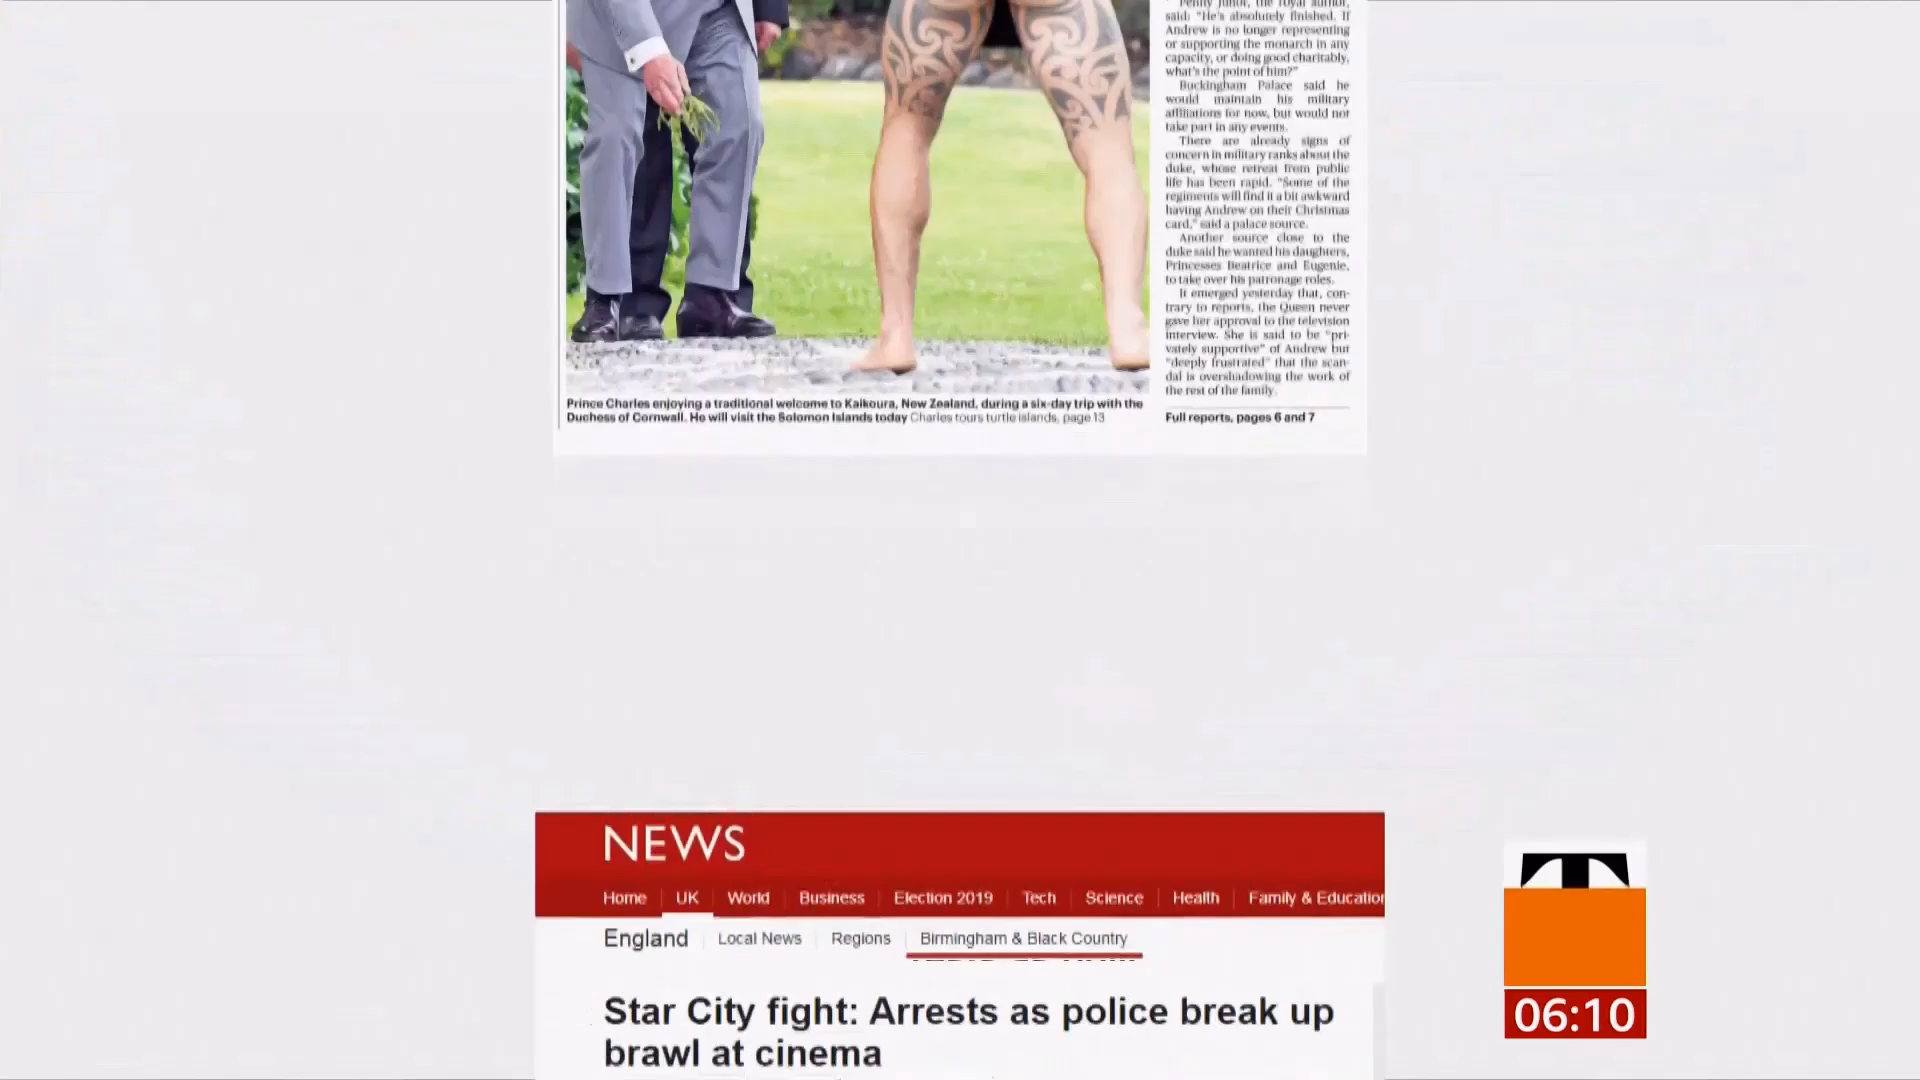 Penny Junor, the royal author,
said: "He's absolutely finished. If
Andrew is no longer representing
or supporting the monarch in any
capacity, or doing good charitably,
what's the point of him?"
Buckingham Palace said he
would maintain his military
affiliations for now, but would not
take part in any events.
There are already signs of
concern in military ranks about the
duke, whose retreat from public
life has been rapid. "Some of the
regiments will find it a bit awkward
having Andrew on their Christmas
card," said a palace source.
Another source close to the
duke said he wanted his daughters,
Princesses Beatrice and Eugenie,
to take over his patronage roles.
It emerged yesterday that, con-
trary to reports, the Queen never
gave her approval to the television
interview. She is said to be "pri-
vately supportive" of Andrew but
"deeply frustrated" that the scan-
dal is overshadowing the work of
the rest of the family.
Full reports, pages 6 and 7
Prince Charles enjoying a traditional welcome to Kaikoura, New Zealand, during a six-day trip with the
Duchess of Cornwall. He will visit the Solomon Islands today Charles tours turtle islands, page 13
NEWS
Home UK World Business Election 2019 Tech Science Health Family & Education
England Local News Regions Birmingham & Black Country
Star City fight: Arrests as police break up
brawl at cinema
T
06:10